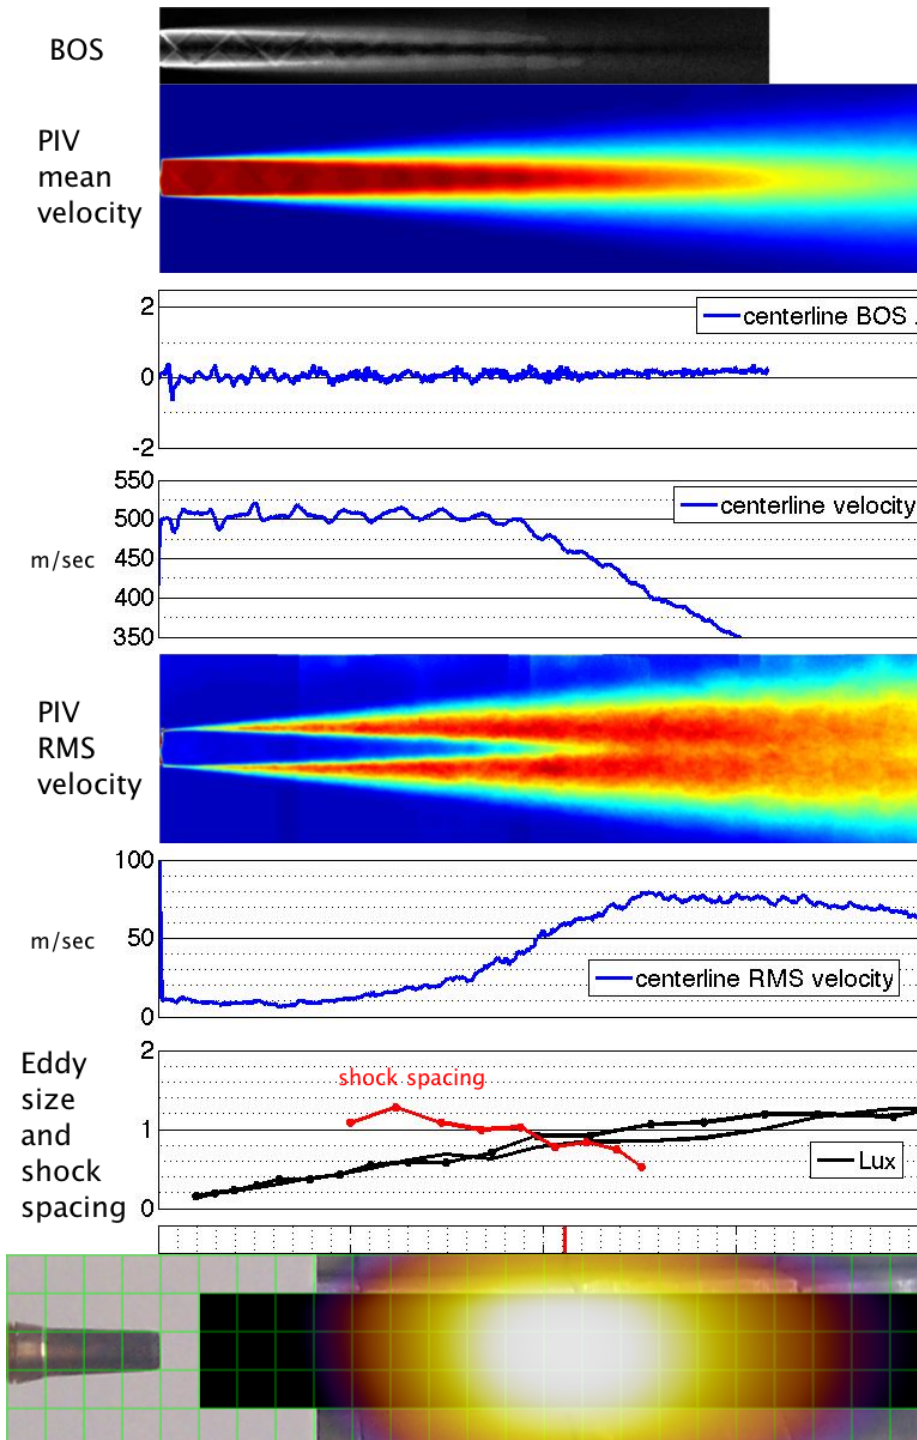 BOS
PIV
mean
velocity
2
centerline BOS .
0
-2
550
centerline velocity
500
m/sec
450
400
350
PIV
RMS
velocity
100
m/sec
50
centerline RMS velocity
0
Eddy
size
and
shock
spacing
2
shock spacing
1
Lux
0